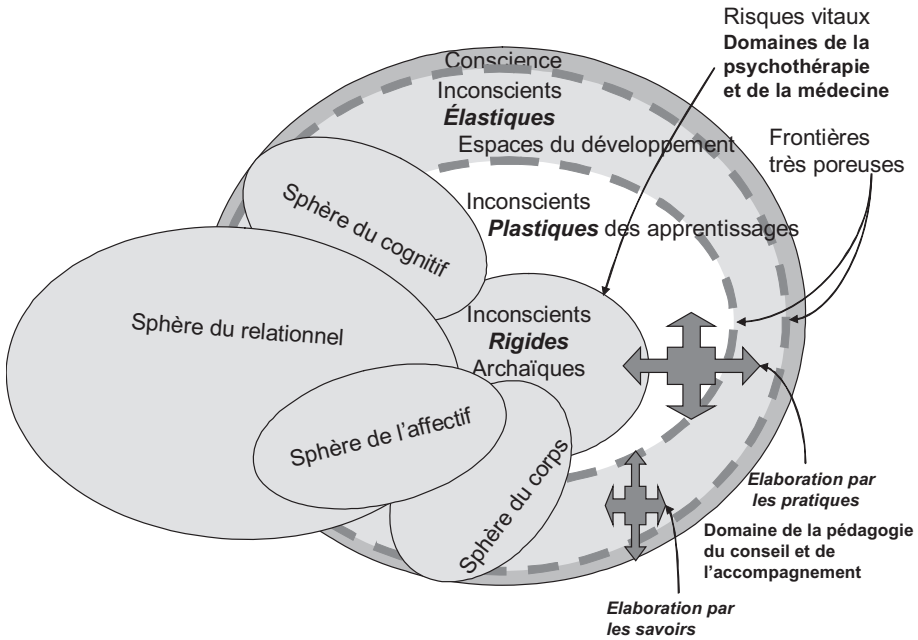 Risques vitaux
Domaines de la
psychothérapie
et de la médecine
Conscience
Inconscients
Élastiques
Espaces du développement
Frontières
très poreuses
Sphère du cognitif
Inconscients
Plastiques des apprentissages
Sphère du relationnel
Inconscients
Rigides
Archaïques
Sphère de l'affectif
Sphère du corps
Elaboration par
les pratiques
Domaine de la pédagogie
du conseil et de
l'accompagnement
Elaboration par
les savoirs